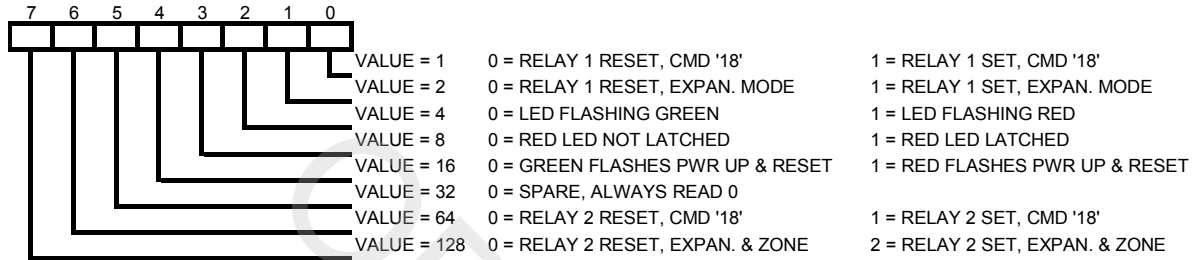 7 6 5 4 3 2 1 0
VALUE = 1 0 = RELAY 1 RESET, CMD '18' 1 = RELAY 1 SET, CMD '18'
VALUE = 2 0 = RELAY 1 RESET, EXPAN. MODE 1 = RELAY 1 SET, EXPAN. MODE
VALUE = 4 0 = LED FLASHING GREEN 1 = LED FLASHING RED
VALUE = 8 0 = RED LED NOT LATCHED 1 = RED LED LATCHED
VALUE = 16 0 = GREEN FLASHES PWR UP & RESET 1 = RED FLASHES PWR UP & RESET
VALUE = 32 0 = SPARE, ALWAYS READ 0
VALUE = 64 0 = RELAY 2 RESET, CMD '18' 1 = RELAY 2 SET, CMD '18'
VALUE = 128 0 = RELAY 2 RESET, EXPAN. & ZONE 2 = RELAY 2 SET, EXPAN. & ZONE